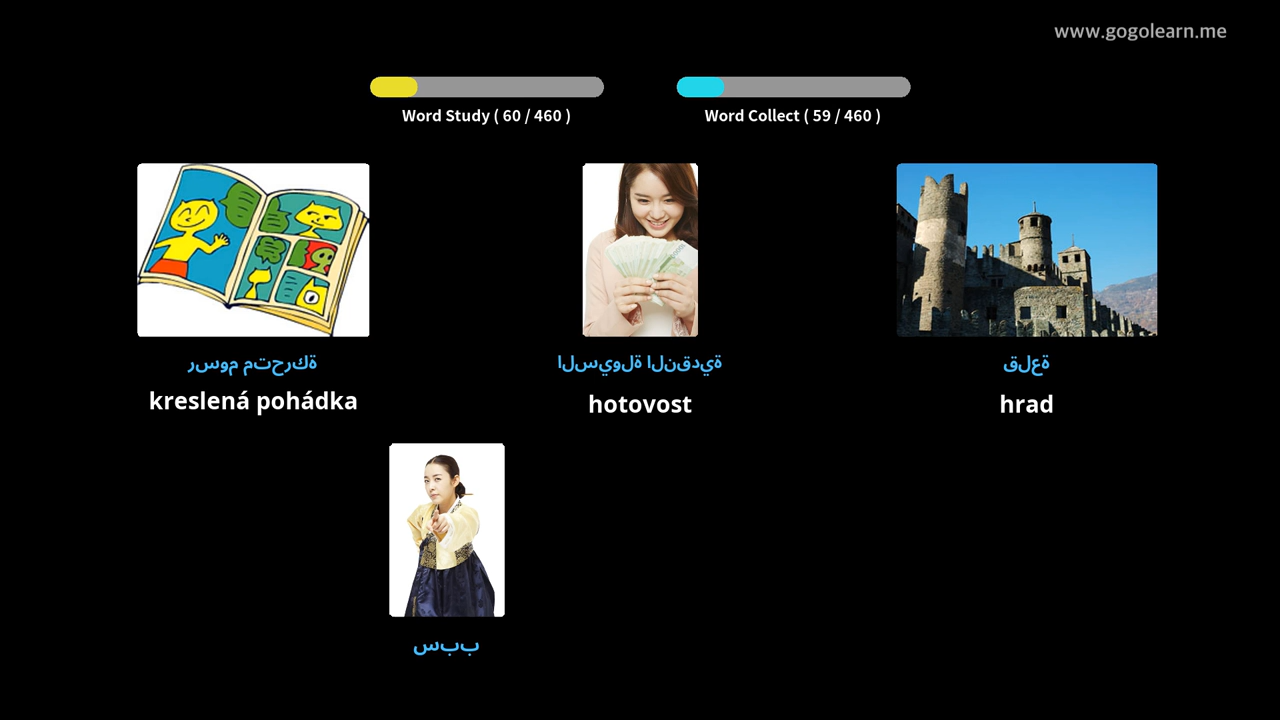 www.gogolearn.me
Word Study ( 60 / 460 )
Word Collect ( 59 / 460 )
رسوم متحركة
السيولة النقدية
قلعة
kreslená pohádka
hotovost
hrad
سبب